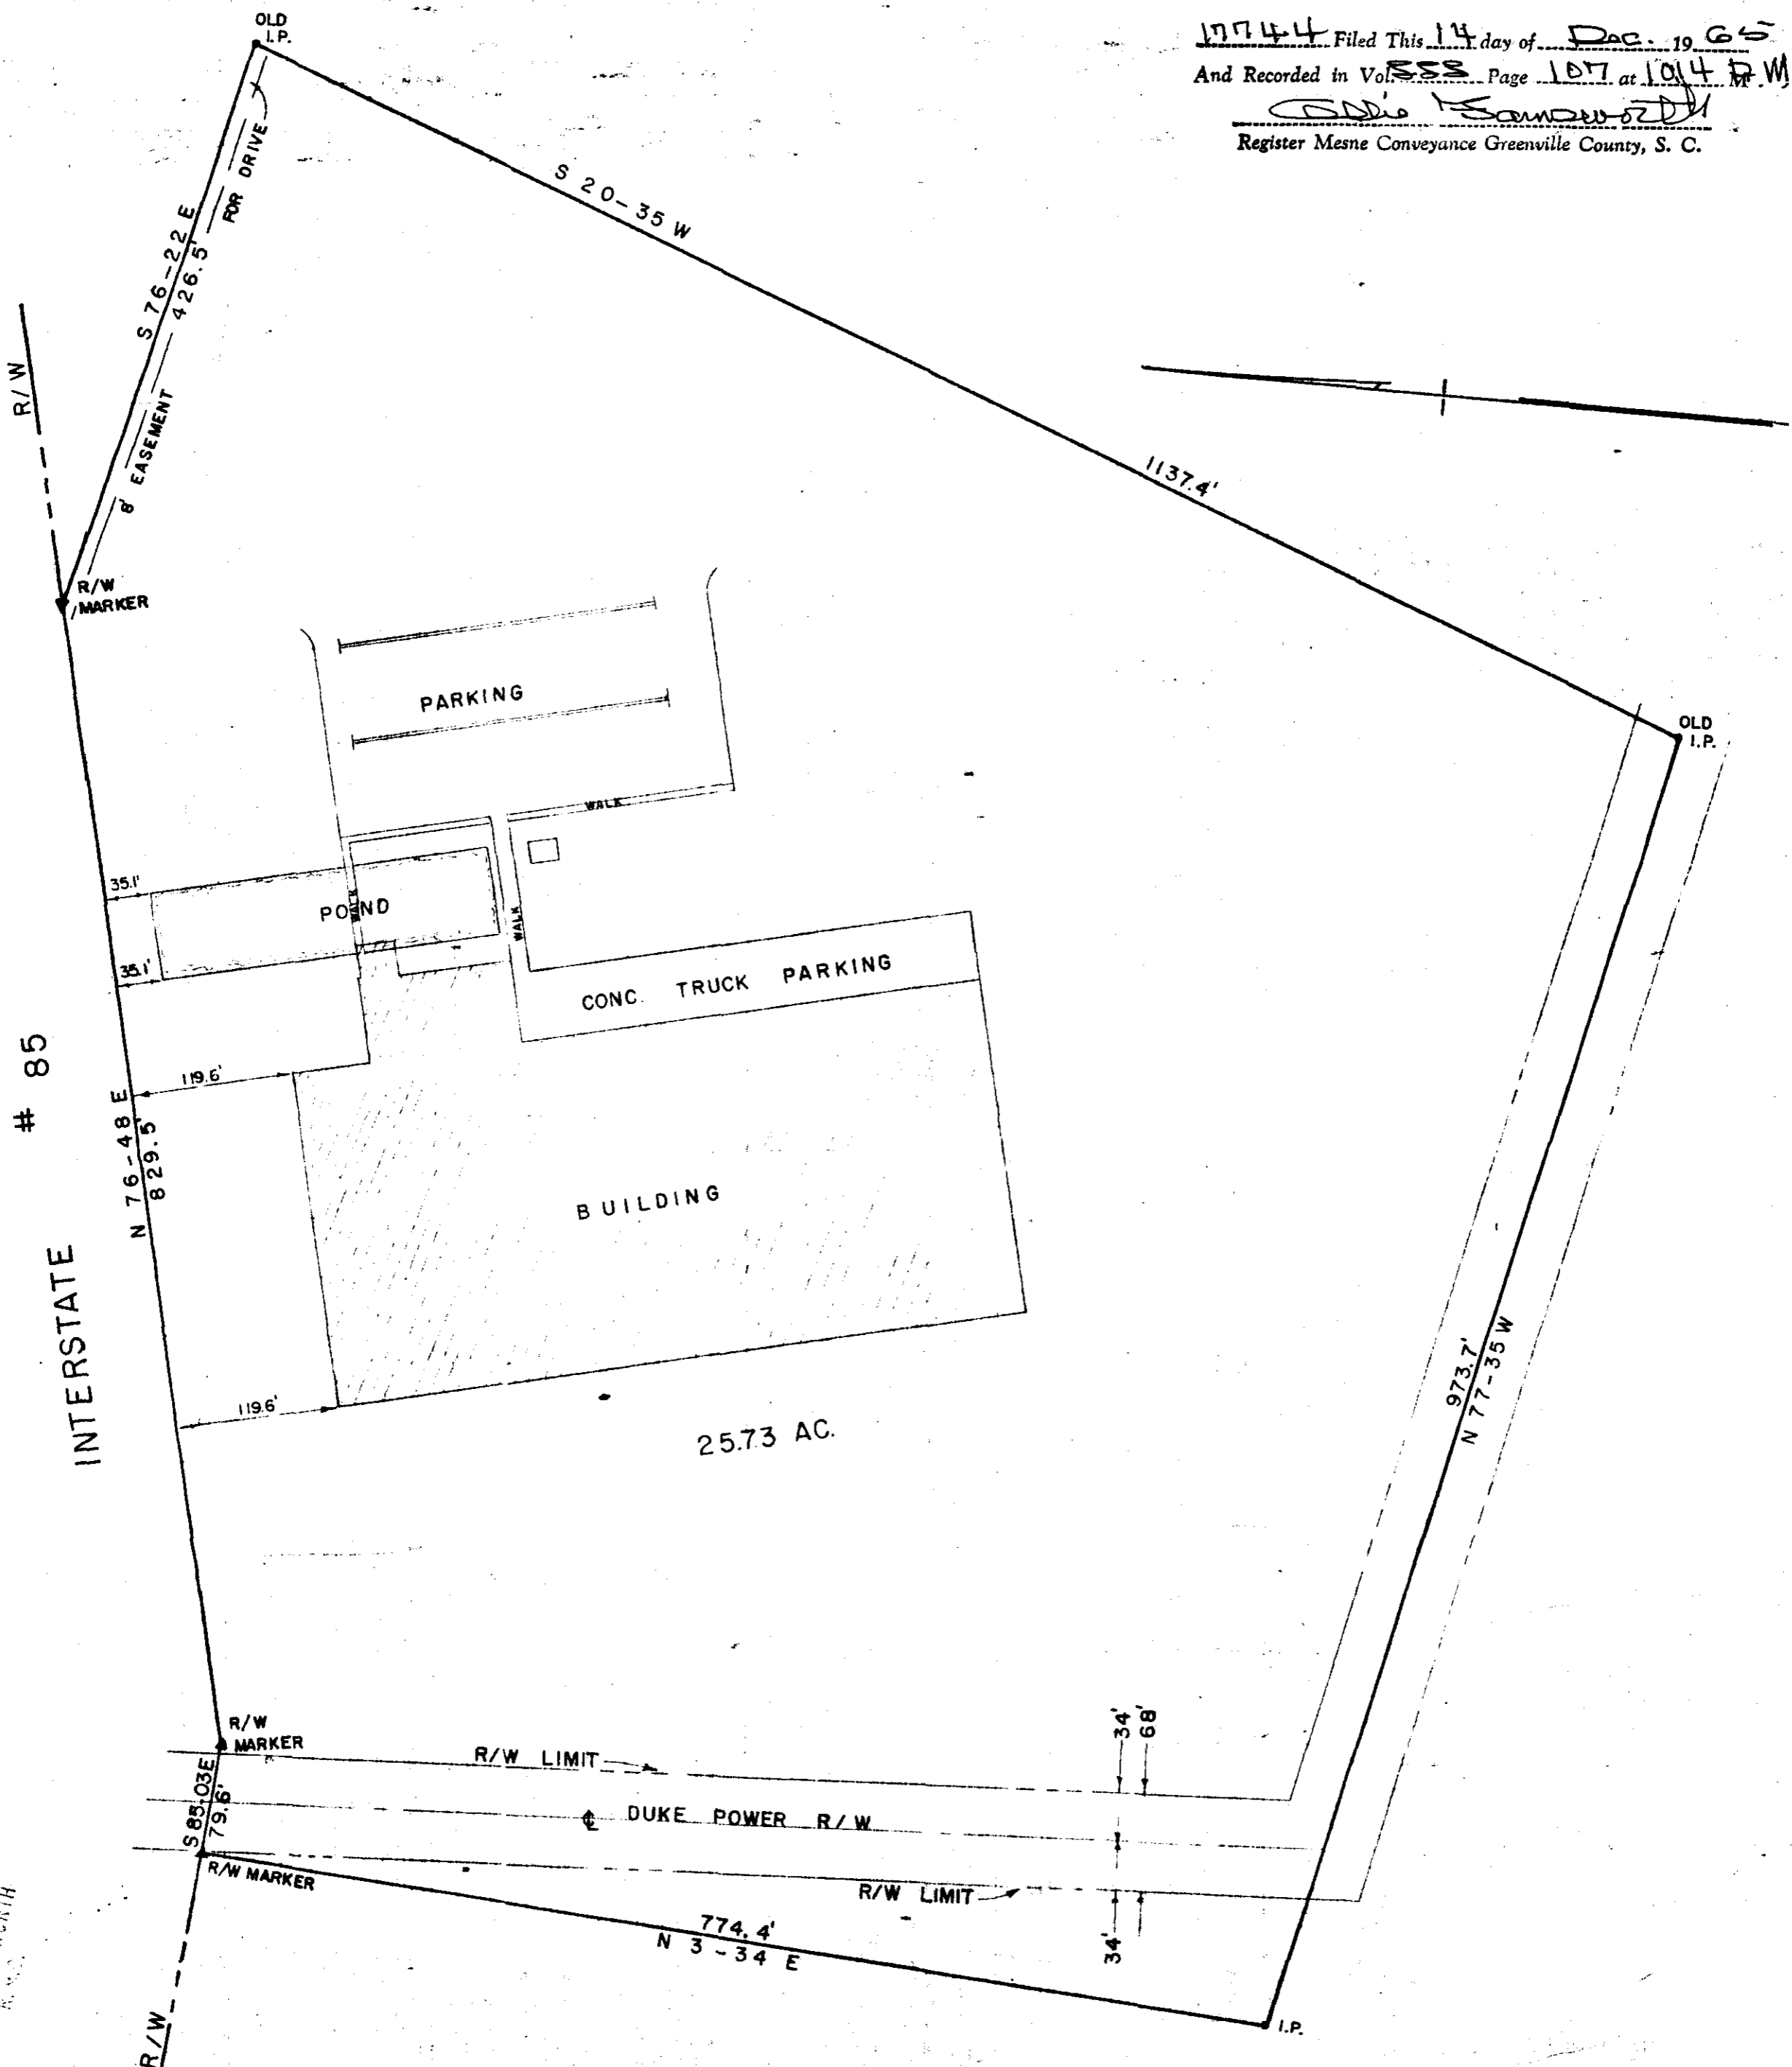 17744 Filed This 14 day of Dec. 19 65
And Recorded in Vol. Page 107 at M.
Register Mesne Conveyance Greenville County, S. C.
OLD
I.P.
S 76-22 E
426.5'
8' EASEMENT FOR DRIVE
S 20-35 W
1137.4'
R/W
R/W
MARKER
OLD
I.P.
PARKING
WALK
35.1'
POND
WALK
WALK
35.1'
CONC. TRUCK PARKING
119.6'
# 85
INTERSTATE
N 76-48 E
829.5'
BUILDING
119.6'
25.73 AC.
973.7'
N 77-35 W
R/W
MARKER
R/W LIMIT
34'
68'
S 85-03 E
79.6'
℄ DUKE POWER R/W
R/W MARKER
R/W LIMIT
34'
774.4'
N 3-34 E
I.P.
R/W